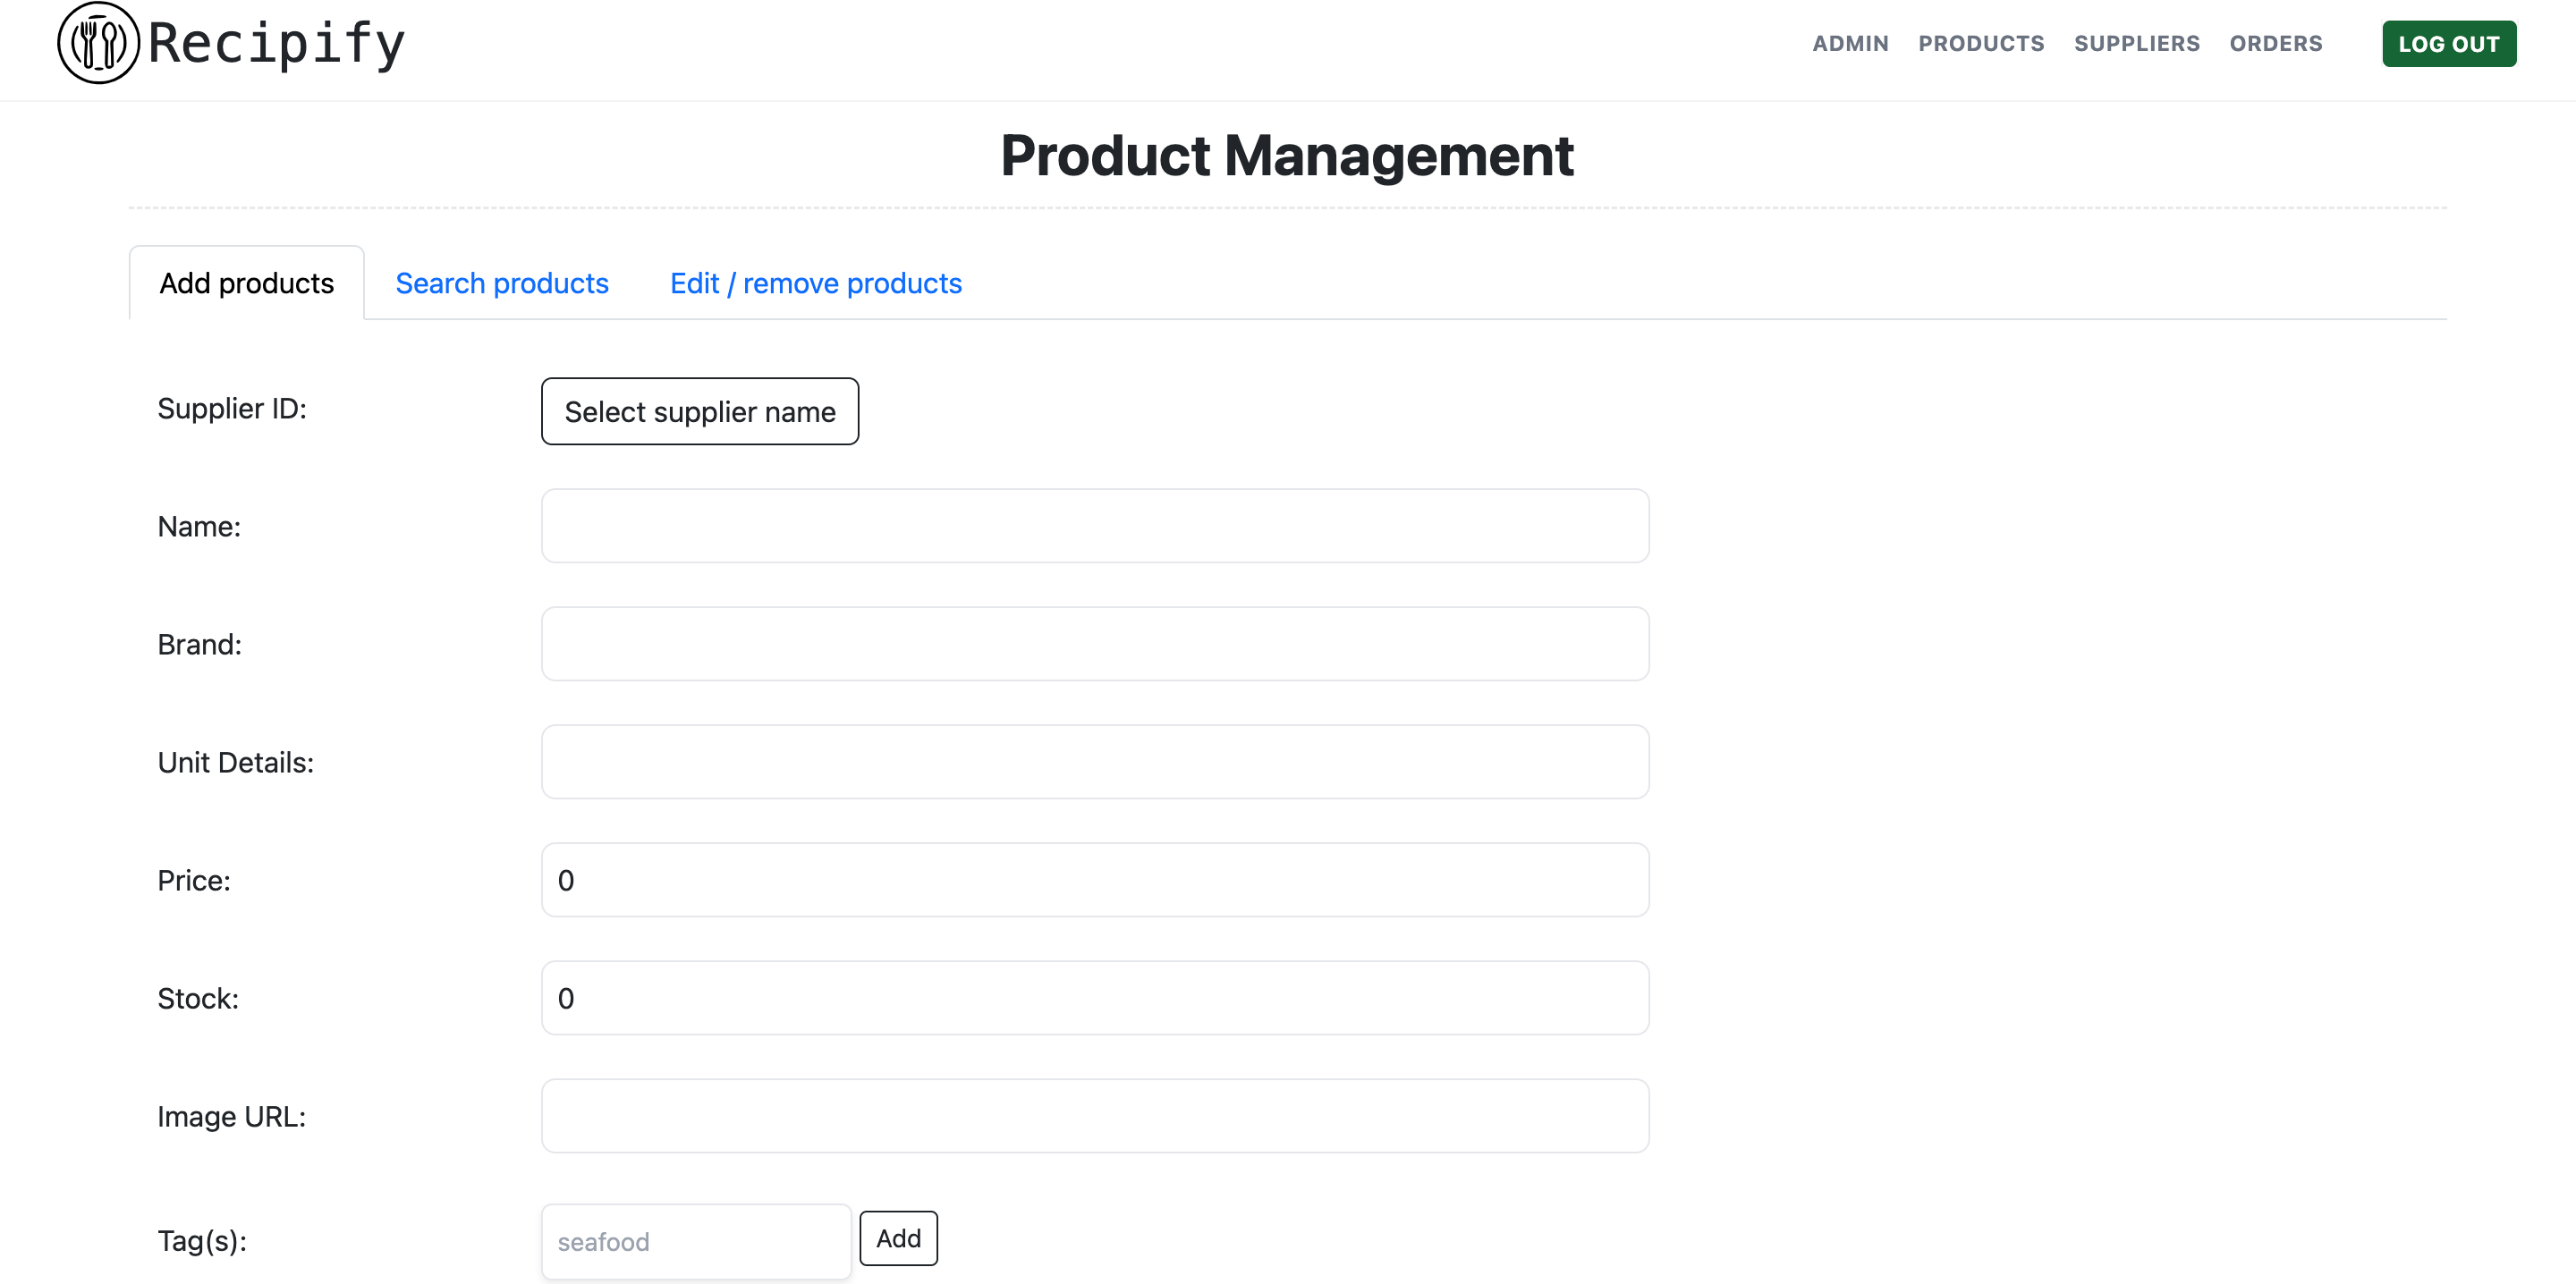 Recipify
ADMIN PRODUCTS SUPPLIERS ORDERS LOG OUT
Product Management
Add products Search products Edit / remove products
Supplier ID: Select supplier name
Name:
Brand:
Unit Details:
Price: 0
Stock: 0
Image URL:
Tag(s): seafood Add